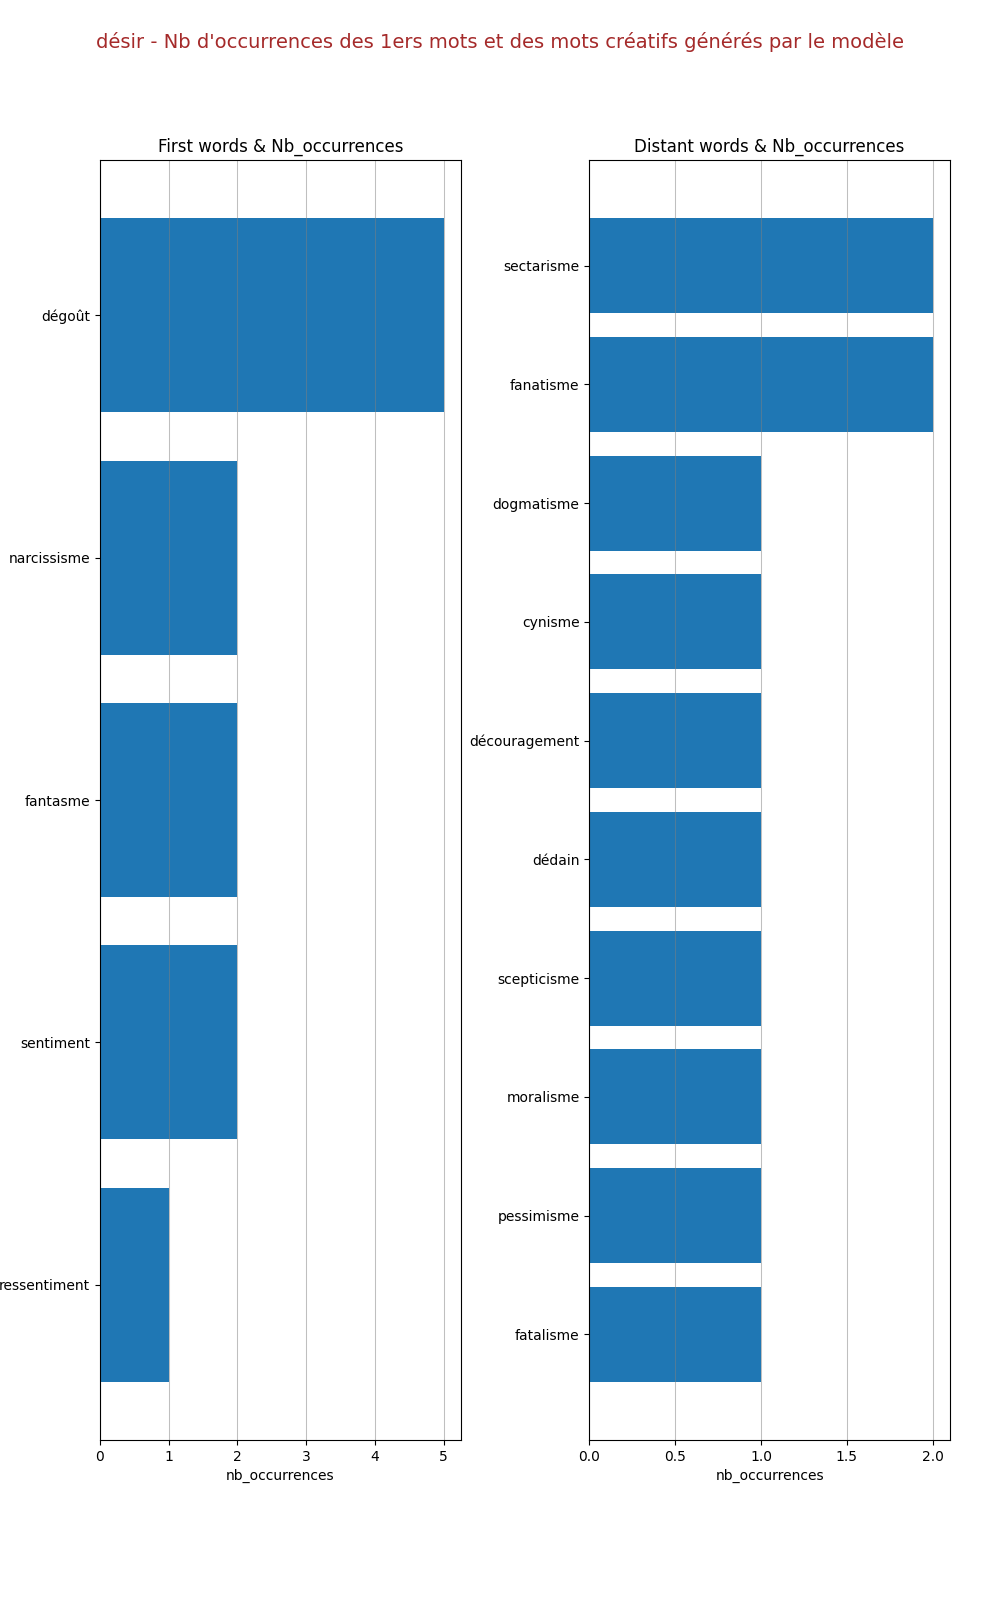 désir - Nb d'occurrences des 1ers mots et des mots créatifs générés par le modèle
First words & Nb_occurrences
dégoût
narcissisme
fantasme
sentiment
ressentiment
0 1 2 3 4 5
nb_occurrences
Distant words & Nb_occurrences
sectarisme
fanatisme
dogmatisme
cynisme
découragement
dédain
scepticisme
moralisme
pessimisme
fatalisme
0.0 0.5 1.0 1.5 2.0
nb_occurrences